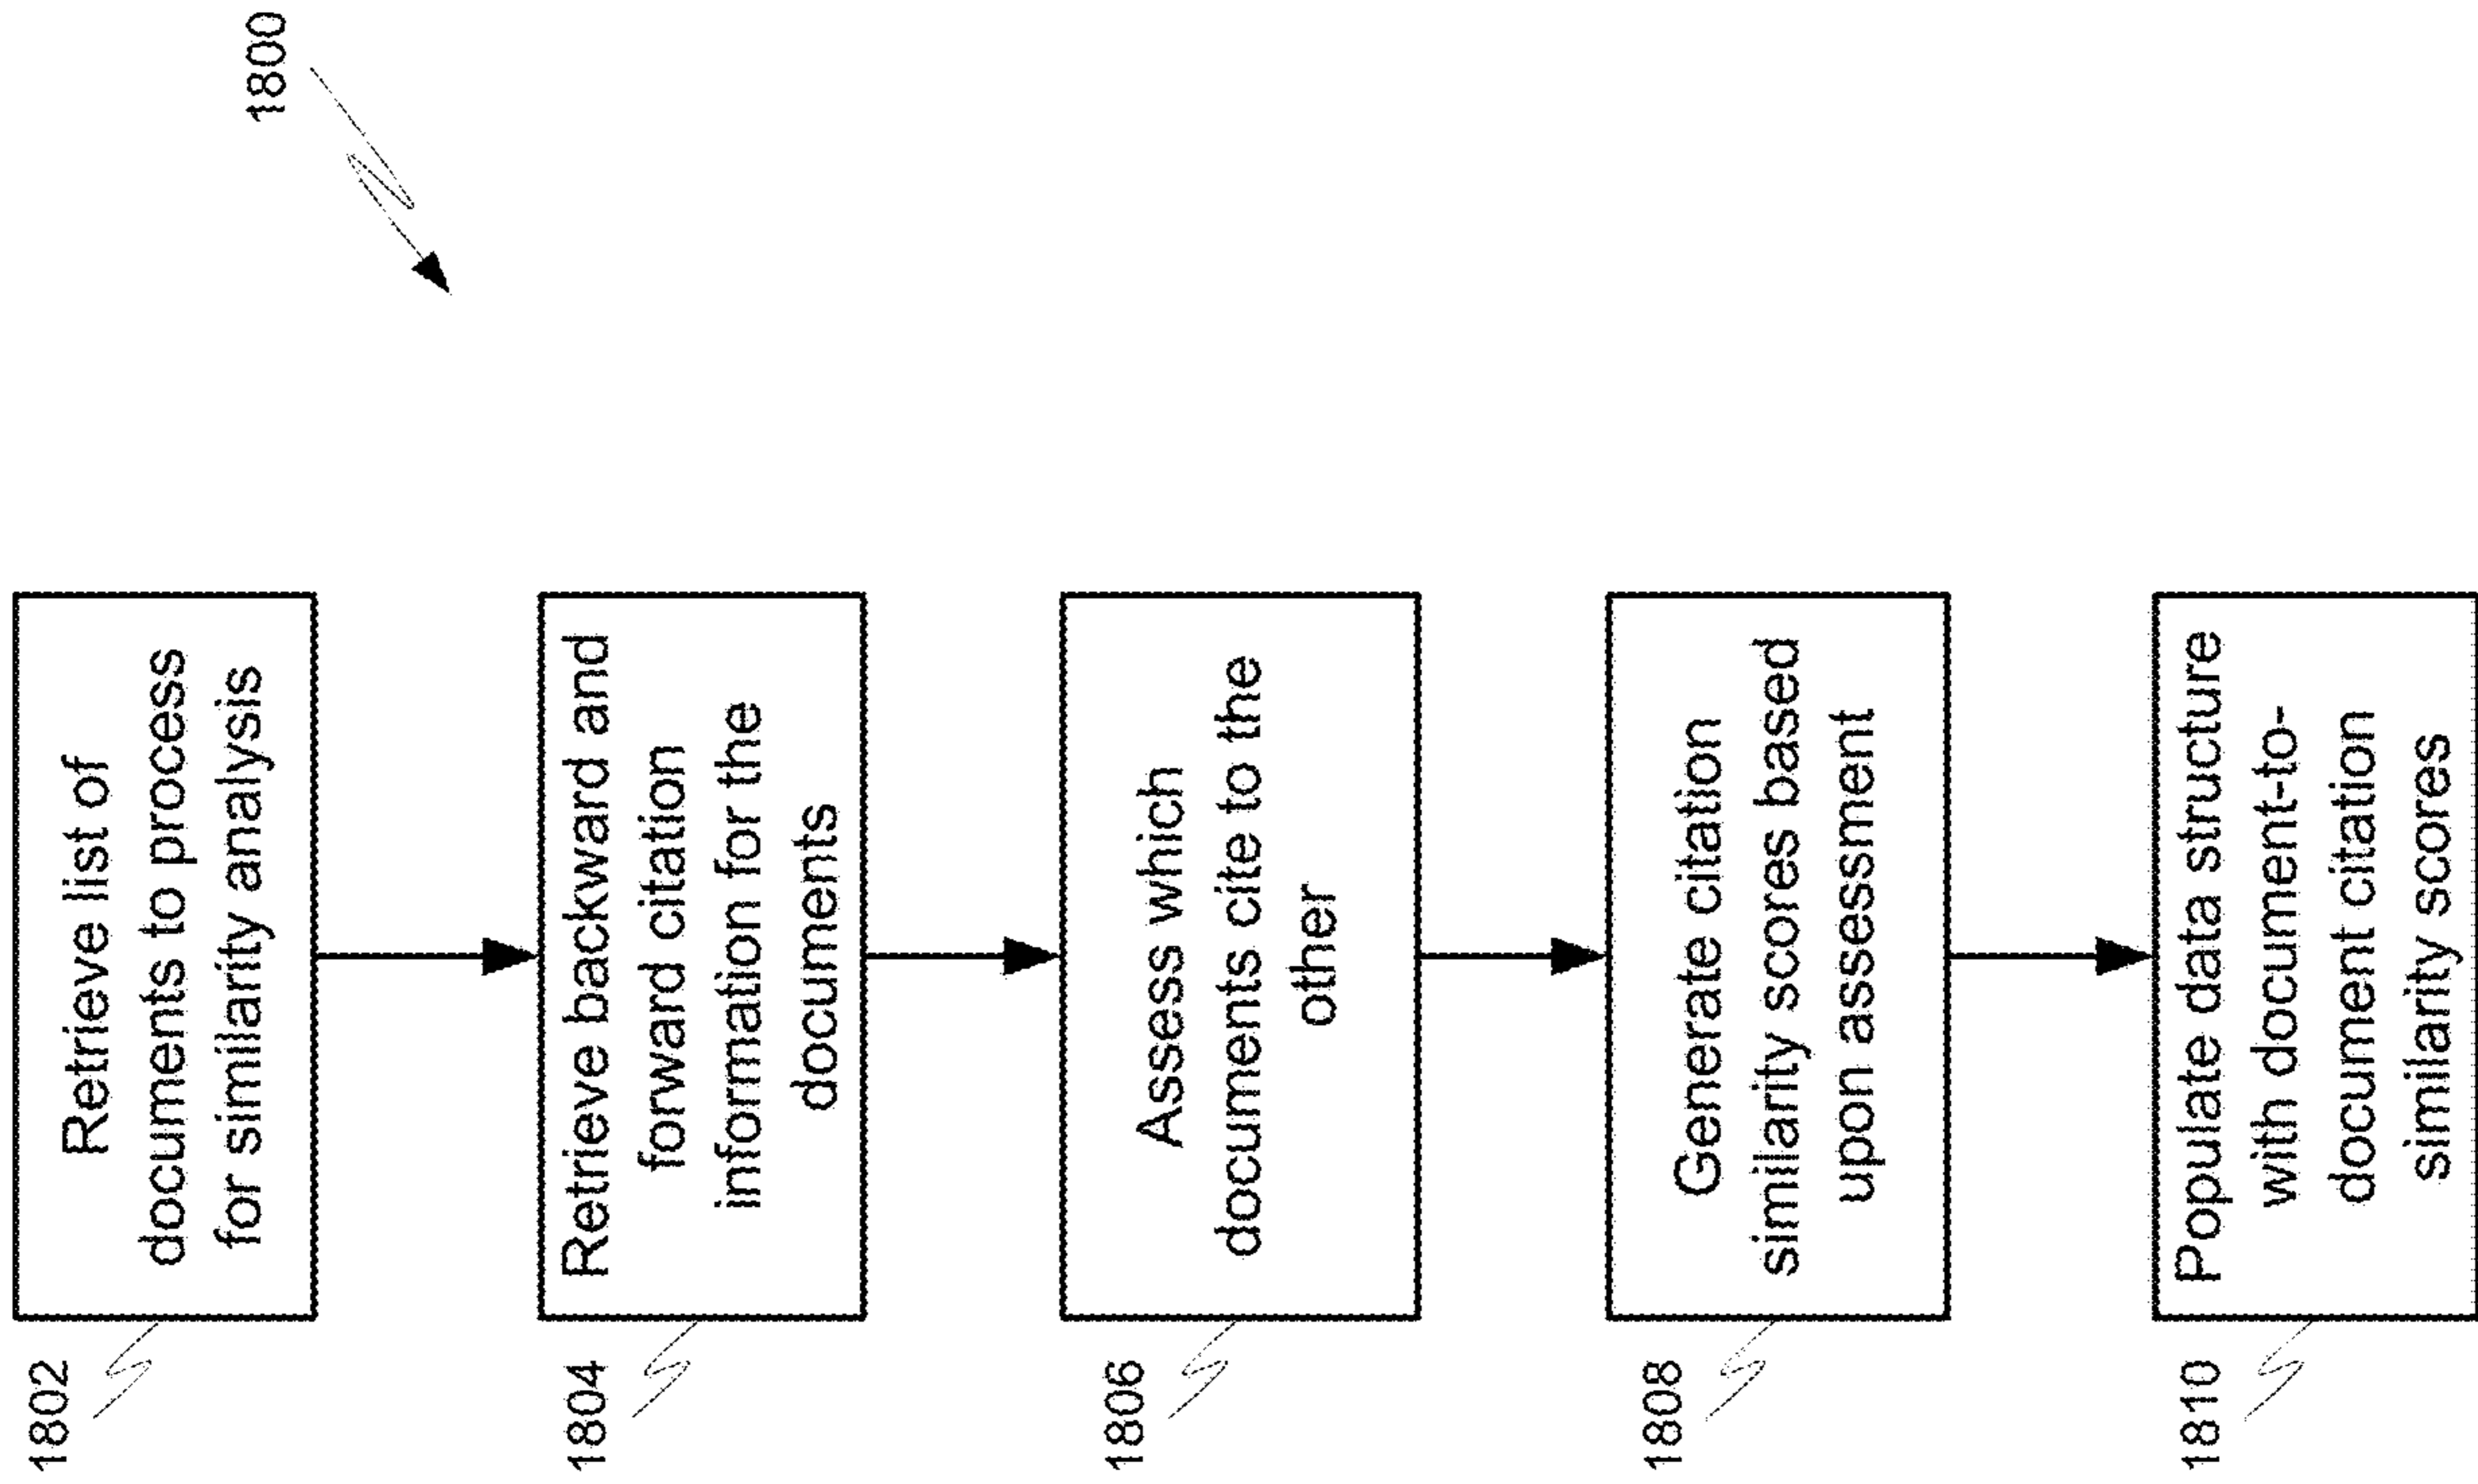 1800
1802
Retrieve list of
documents to process
for similarity analysis
1804
Retrieve backward and
forward citation
information for the
documents
1806
Assess which
documents cite to the
other
1808
Generate citation
similarity scores based
upon assessment
1810
Populate data structure
with document-to-
document citation
similarity scores